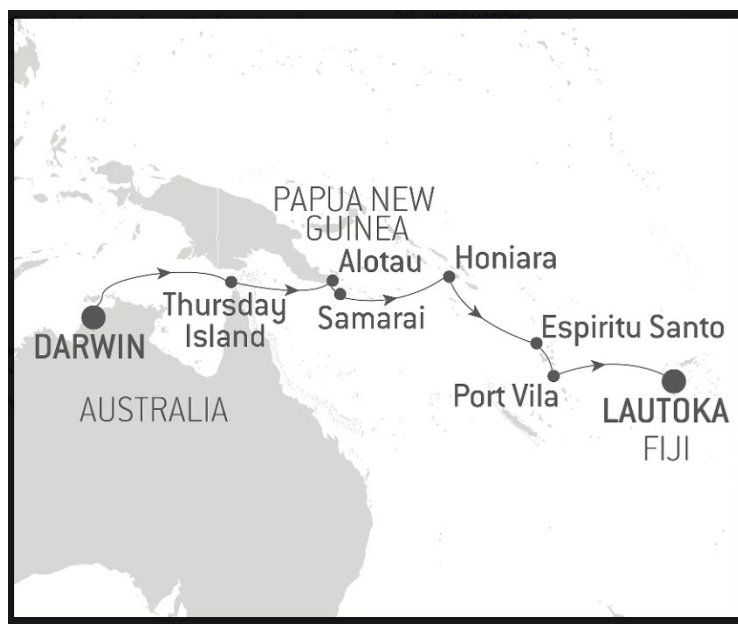 PAPUA NEW
GUINEA
Alotau
Honiara
Thursday
Island
Samarai
DARWIN
Espiritu Santo
Port Vila
AUSTRALIA
LAUTOKA
FIJI